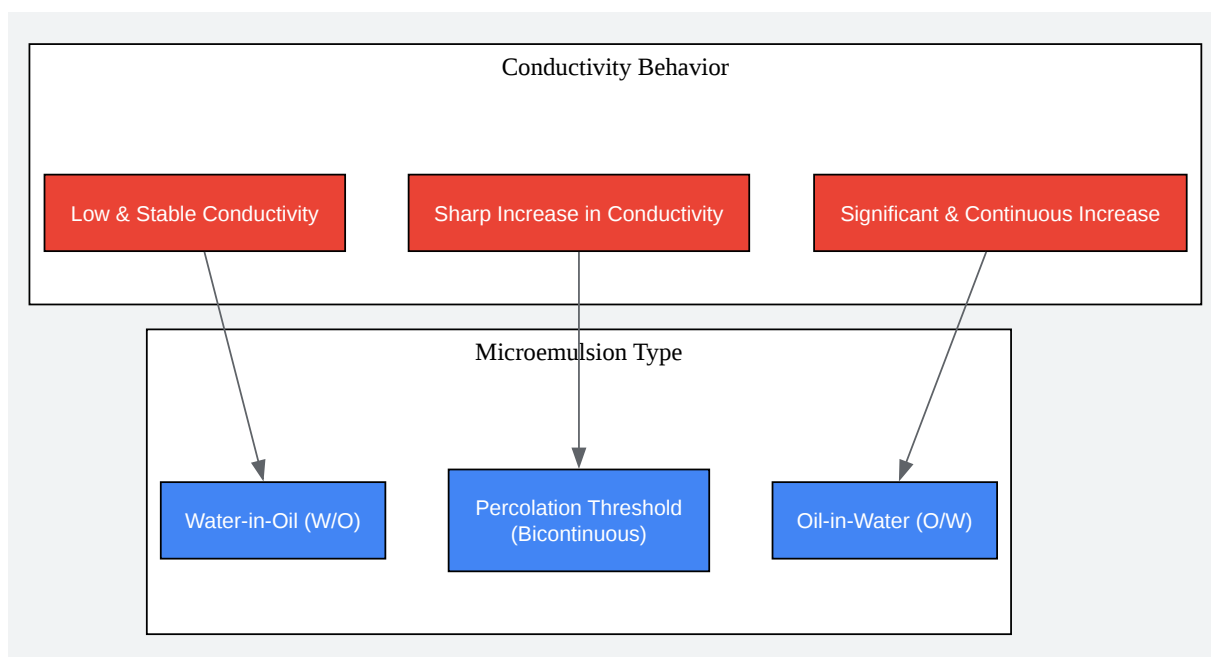 Conductivity Behavior
Low & Stable Conductivity
Sharp Increase in Conductivity
Significant & Continuous Increase
Microemulsion Type
Water-in-Oil (W/O)
Percolation Threshold
(Bicontinuous)
Oil-in-Water (O/W)